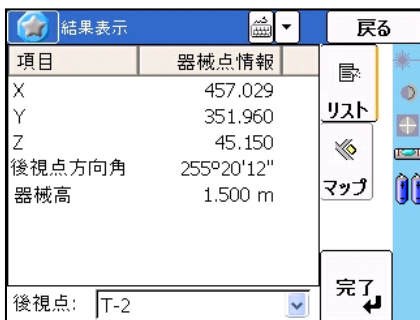 結果表示
戻る
項目 器械点情報
X 457.029
Y 351.960
Z 45.150
後視点方向角 255°20'12"
器械高 1.500 m
リスト
マップ
完了
後視点: T-2